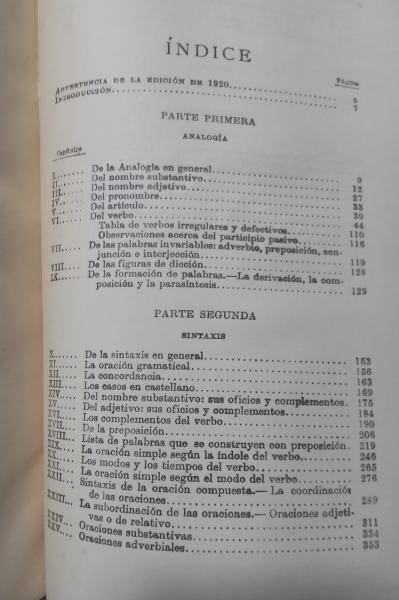 ÍNDICE
Páginas
ADVERTENCIA DE LA EDICIÓN DE 1920 5
INTRODUCCIÓN 7
PARTE PRIMERA
ANALOGÍA
Capítulos
I...... De la Analogía en general 9
II...... Del nombre substantivo 12
III...... Del nombre adjetivo 27
IV...... Del pronombre 33
V...... Del artículo 39
VI...... Del verbo 44
Tabla de verbos irregulares y defectivos 110
Observaciones acerca del participio pasivo 116
VII..... De las palabras invariables: adverbio, preposición, con-
junción e interjección 119
VIII.... De las figuras de dicción 128
IX...... De la formación de palabras.—La derivación, la com-
posición y la parasíntesis 129
PARTE SEGUNDA
SINTAXIS
X...... De la sintaxis en general 153
XI...... La oración gramatical 156
XII..... La concordancia 163
XIII.... Los casos en castellano 169
XIV.... Del nombre substantivo: sus oficios y complementos 175
XV..... Del adjetivo: sus oficios y complementos 184
XVI.... Los complementos del verbo 190
XVII... De la preposición 206
XVIII... Lista de palabras que se construyen con preposición 219
XIX.... La oración simple según la índole del verbo 246
XX..... Los modos y los tiempos del verbo 265
XXI.... La oración simple según el modo del verbo 276
XXII... Sintaxis de la oración compuesta.—La coordinación
de las oraciones 289
XXIII... La subordinación de las oraciones.—Oraciones adjeti-
vas o de relativo 311
XXIV... Oraciones substantivas 334
XXV... Oraciones adverbiales 353